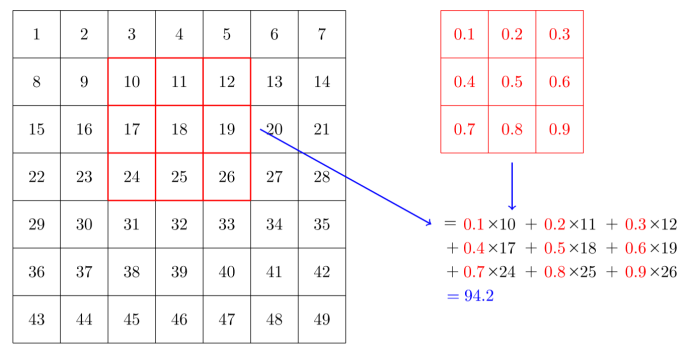 1 2 3 4 5 6 7
8 9 10 11 12 13 14
15 16 17 18 19 20 21
22 23 24 25 26 27 28
29 30 31 32 33 34 35
36 37 38 39 40 41 42
43 44 45 46 47 48 49
0.1 0.2 0.3
0.4 0.5 0.6
0.7 0.8 0.9
= 0.1×10 + 0.2×11 + 0.3×12
+ 0.4×17 + 0.5×18 + 0.6×19
+ 0.7×24 + 0.8×25 + 0.9×26
= 94.2